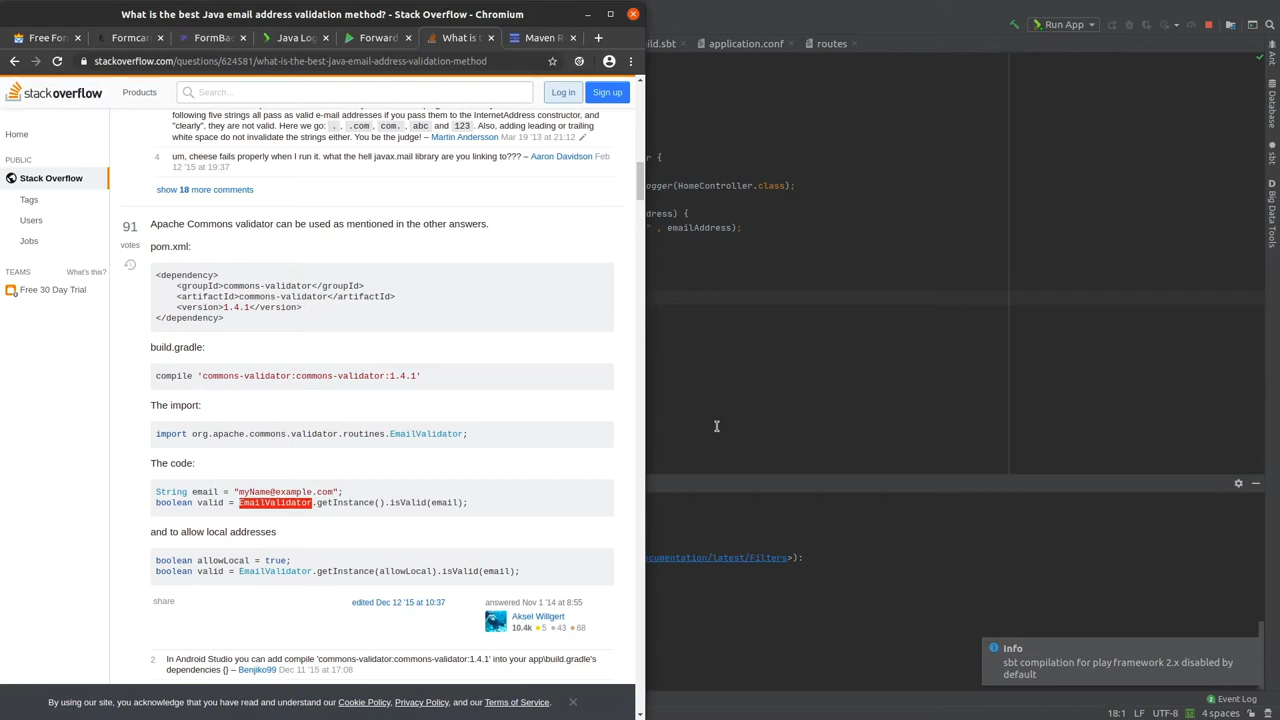 What is the best Java email address validation method? - Stack Overflow - Chromium
Free For
Formcar
FormBac
Java Log
Forward
What is t
Maven R
stackoverflow.com/questions/624581/what-is-the-best-java-email-address-validation-method
stackoverflow
Products
Search…
Log in
Sign up
Home
PUBLIC
Stack Overflow
Tags
Users
Jobs
TEAMS
What's this?
Free 30 Day Trial
following five strings all pass as valid e-mail addresses if you pass them to the InternetAddress constructor, and
"clearly", they are not valid. Here we go: . , .com , com. , abc and 123 . Also, adding leading or trailing
white space do not invalidate the strings either. You be the judge! – Martin Andersson Mar 19 '13 at 21:12
4 um, cheese fails properly when I run it. what the hell javax.mail library are you linking to??? – Aaron Davidson Feb
12 '15 at 19:37
show 18 more comments
91
votes
Apache Commons validator can be used as mentioned in the other answers.
pom.xml:
<dependency>
    <groupId>commons-validator</groupId>
    <artifactId>commons-validator</artifactId>
    <version>1.4.1</version>
</dependency>
build.gradle:
compile 'commons-validator:commons-validator:1.4.1'
The import:
import org.apache.commons.validator.routines.EmailValidator;
The code:
String email = "myName@example.com";
boolean valid = EmailValidator.getInstance().isValid(email);
and to allow local addresses
boolean allowLocal = true;
boolean valid = EmailValidator.getInstance(allowLocal).isValid(email);
share
edited Dec 12 '15 at 10:37
answered Nov 1 '14 at 8:55
Aksel Willgert
10.4k 5 43 68
2 In Android Studio you can add compile 'commons-validator:commons-validator:1.4.1' into your app\build.gradle's
dependencies {} – Benjiko99 Dec 11 '15 at 17:08
By using our site, you acknowledge that you have read and understand our Cookie Policy, Privacy Policy, and our Terms of Service.
Run App
ild.sbt
application.conf
routes
r {
ogger(HomeController.class);
dress) {
" , emailAddress);
ocumentation/latest/Filters>):
Ant
Database
sbt
Big Data Tools
Info
sbt compilation for play framework 2.x disabled by
default
Event Log
18:1 LF UTF-8 4 spaces